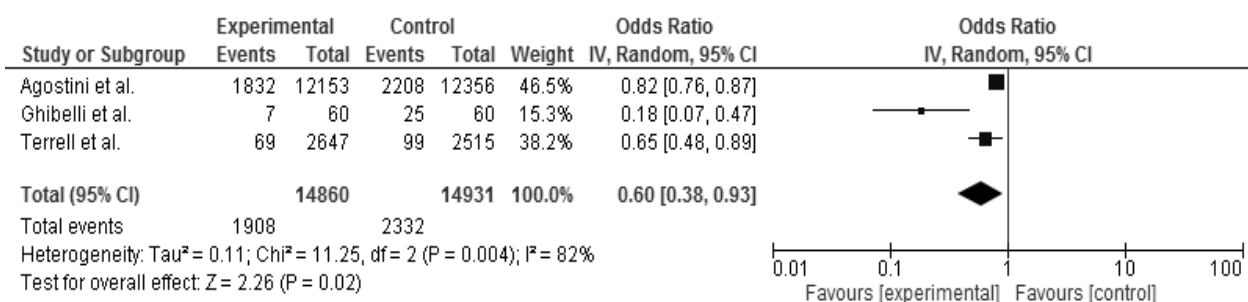 Experimental Control Odds Ratio Odds Ratio
Study or Subgroup Events Total Events Total Weight IV, Random, 95% CI IV, Random, 95% CI
Agostini et al. 1832 12153 2208 12356 46.5% 0.82 [0.76, 0.87]
Ghibelli et al. 7 60 25 60 15.3% 0.18 [0.07, 0.47]
Terrell et al. 69 2647 99 2515 38.2% 0.65 [0.48, 0.89]
Total (95% CI) 14860 14931 100.0% 0.60 [0.38, 0.93]
Total events 1908 2332
Heterogeneity: Tau² = 0.11; Chi² = 11.25, df = 2 (P = 0.004); I² = 82%
Test for overall effect: Z = 2.26 (P = 0.02)
0.01 0.1 1 10 100
Favours [experimental] Favours [control]